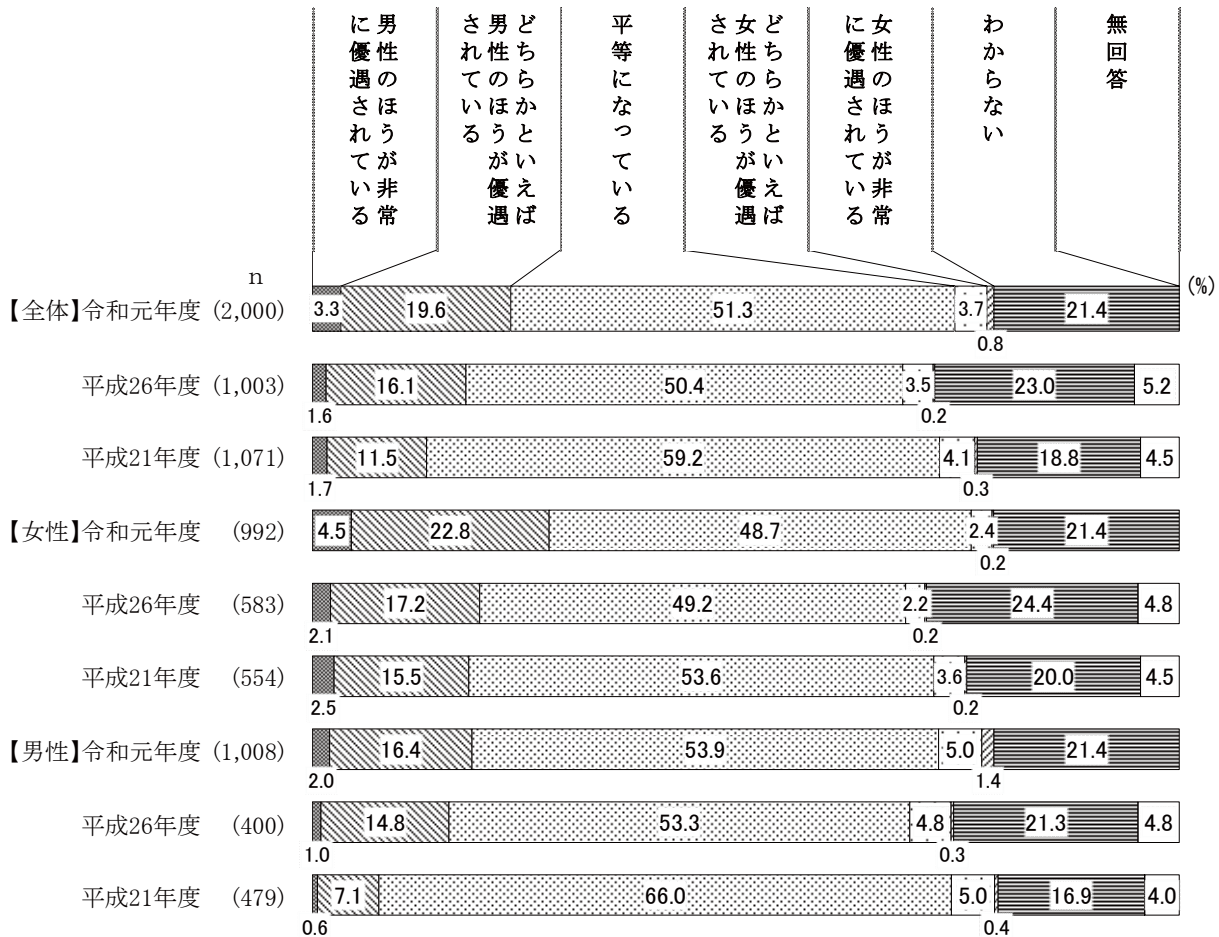 男性のほうが非常
に優遇されている
どちらかといえば
男性のほうが優遇
されている
平等になっている
どちらかといえば
女性のほうが優遇
されている
女性のほうが非常
に優遇されている
わからない
無回答
n
(%)
【全体】令和元年度 (2,000) 3.3 19.6 51.3 3.7 21.4
0.8
平成26年度 (1,003) 16.1 50.4 3.5 23.0 5.2
1.6 0.2
平成21年度 (1,071) 11.5 59.2 4.1 18.8 4.5
1.7 0.3
【女性】令和元年度 (992) 4.5 22.8 48.7 2.4 21.4
0.2
平成26年度 (583) 17.2 49.2 2.2 24.4 4.8
2.1 0.2
平成21年度 (554) 15.5 53.6 3.6 20.0 4.5
2.5 0.2
【男性】令和元年度 (1,008) 16.4 53.9 5.0 21.4
2.0 1.4
平成26年度 (400) 14.8 53.3 4.8 21.3 4.8
1.0 0.3
平成21年度 (479) 7.1 66.0 5.0 16.9 4.0
0.6 0.4